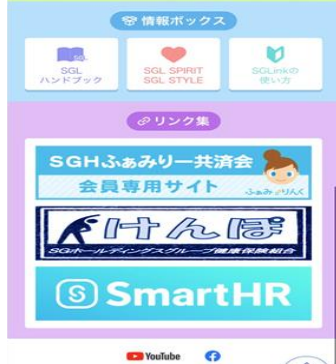 情報ボックス
SGL
SGL
ハンドブック
SGL SPIRIT
SGL STYLE
SGLinkの
使い方
リンク集
SGHふぁみりー共済会
会員専用サイト
ふぁみりんく
けんぽ
SGホールディングスグループ健康保険組合
S SmartHR
YouTube